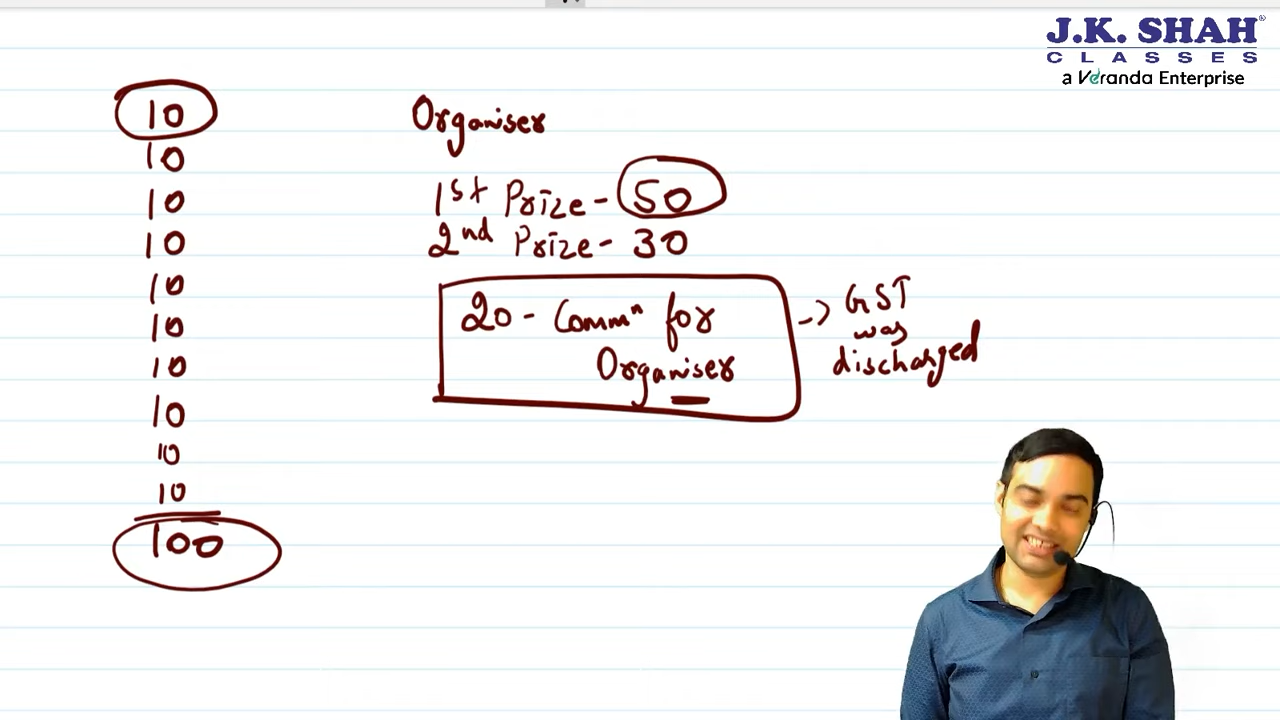 J.K. SHAH®
CLASSES
a Veranda Enterprise
10
10
10
10
10
10
10
10
10
10
100
Organiser
1st Prize - 50
2nd Prize - 30
20 - Commn for
Organiser
-> GST
was
discharged